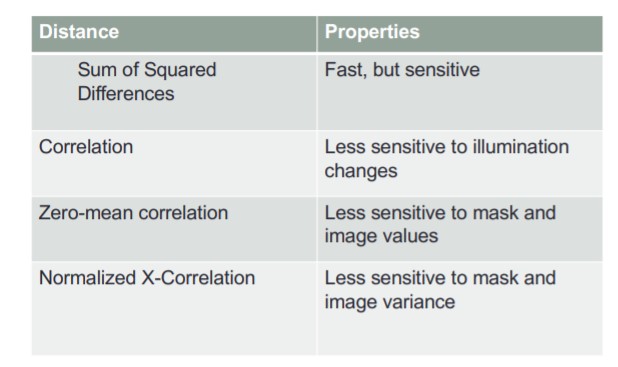 Distance Properties
Sum of Squared Fast, but sensitive
Differences
Correlation Less sensitive to illumination
changes
Zero-mean correlation Less sensitive to mask and
image values
Normalized X-Correlation Less sensitive to mask and
image variance